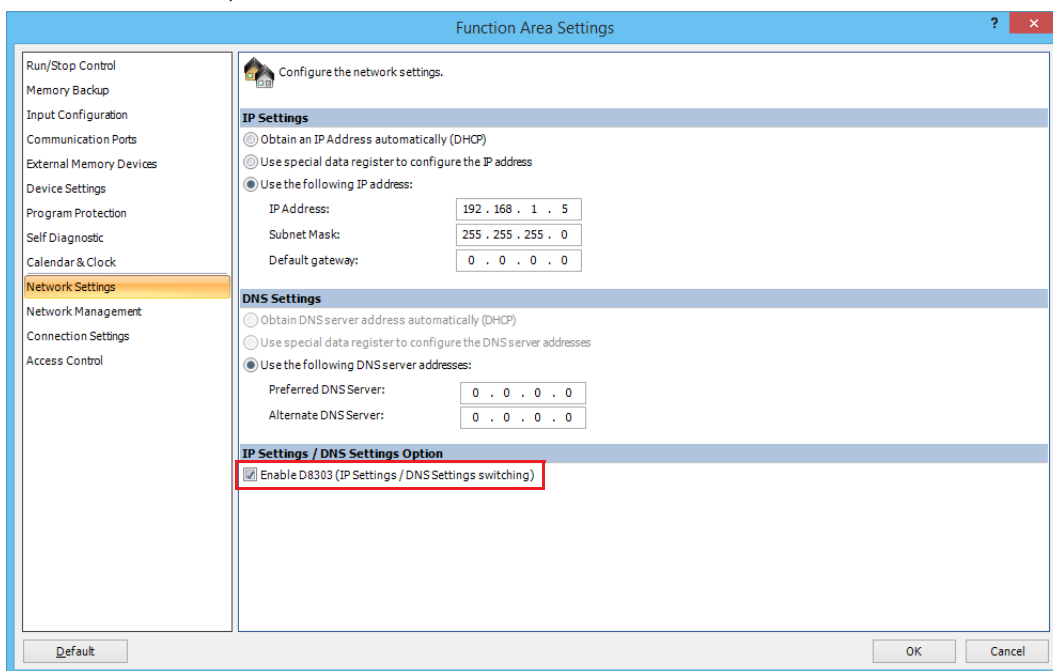 Function Area Settings
?
×
Run/Stop Control
Memory Backup
Input Configuration
Communication Ports
External Memory Devices
Device Settings
Program Protection
Self Diagnostic
Calendar & Clock
Network Settings
Network Management
Connection Settings
Access Control
Configure the network settings.
IP Settings
Obtain an IP Address automatically (DHCP)
Use special data register to configure the IP address
Use the following IP address:
IP Address: 192 . 168 . 1 . 5
Subnet Mask: 255 . 255 . 255 . 0
Default gateway: 0 . 0 . 0 . 0
DNS Settings
Obtain DNS server address automatically (DHCP)
Use special data register to configure the DNS server addresses
Use the following DNS server addresses:
Preferred DNS Server: 0 . 0 . 0 . 0
Alternate DNS Server: 0 . 0 . 0 . 0
IP Settings / DNS Settings Option
Enable D8303 (IP Settings / DNS Settings switching)
Default
OK
Cancel